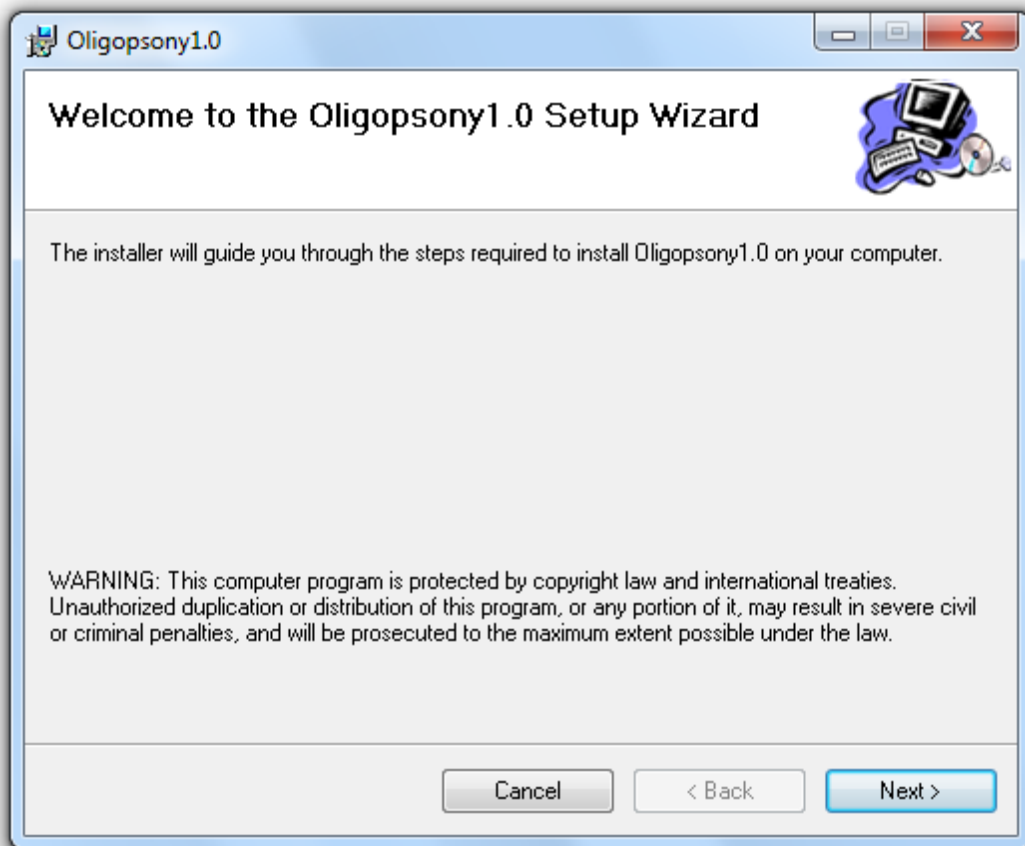 Oligopsony1.0
Welcome to the Oligopsony1.0 Setup Wizard
The installer will guide you through the steps required to install Oligopsony1.0 on your computer.
WARNING: This computer program is protected by copyright law and international treaties.
Unauthorized duplication or distribution of this program, or any portion of it, may result in severe civil
or criminal penalties, and will be prosecuted to the maximum extent possible under the law.
Cancel < Back Next >